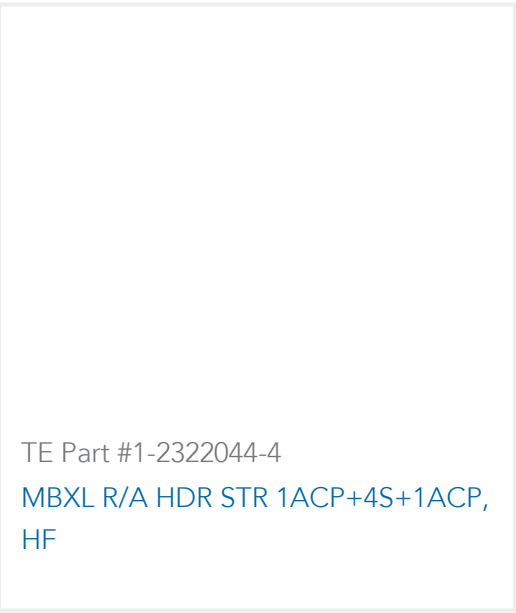 TE Part #1-2322044-4
MBXL R/A HDR STR 1ACP+4S+1ACP,
HF